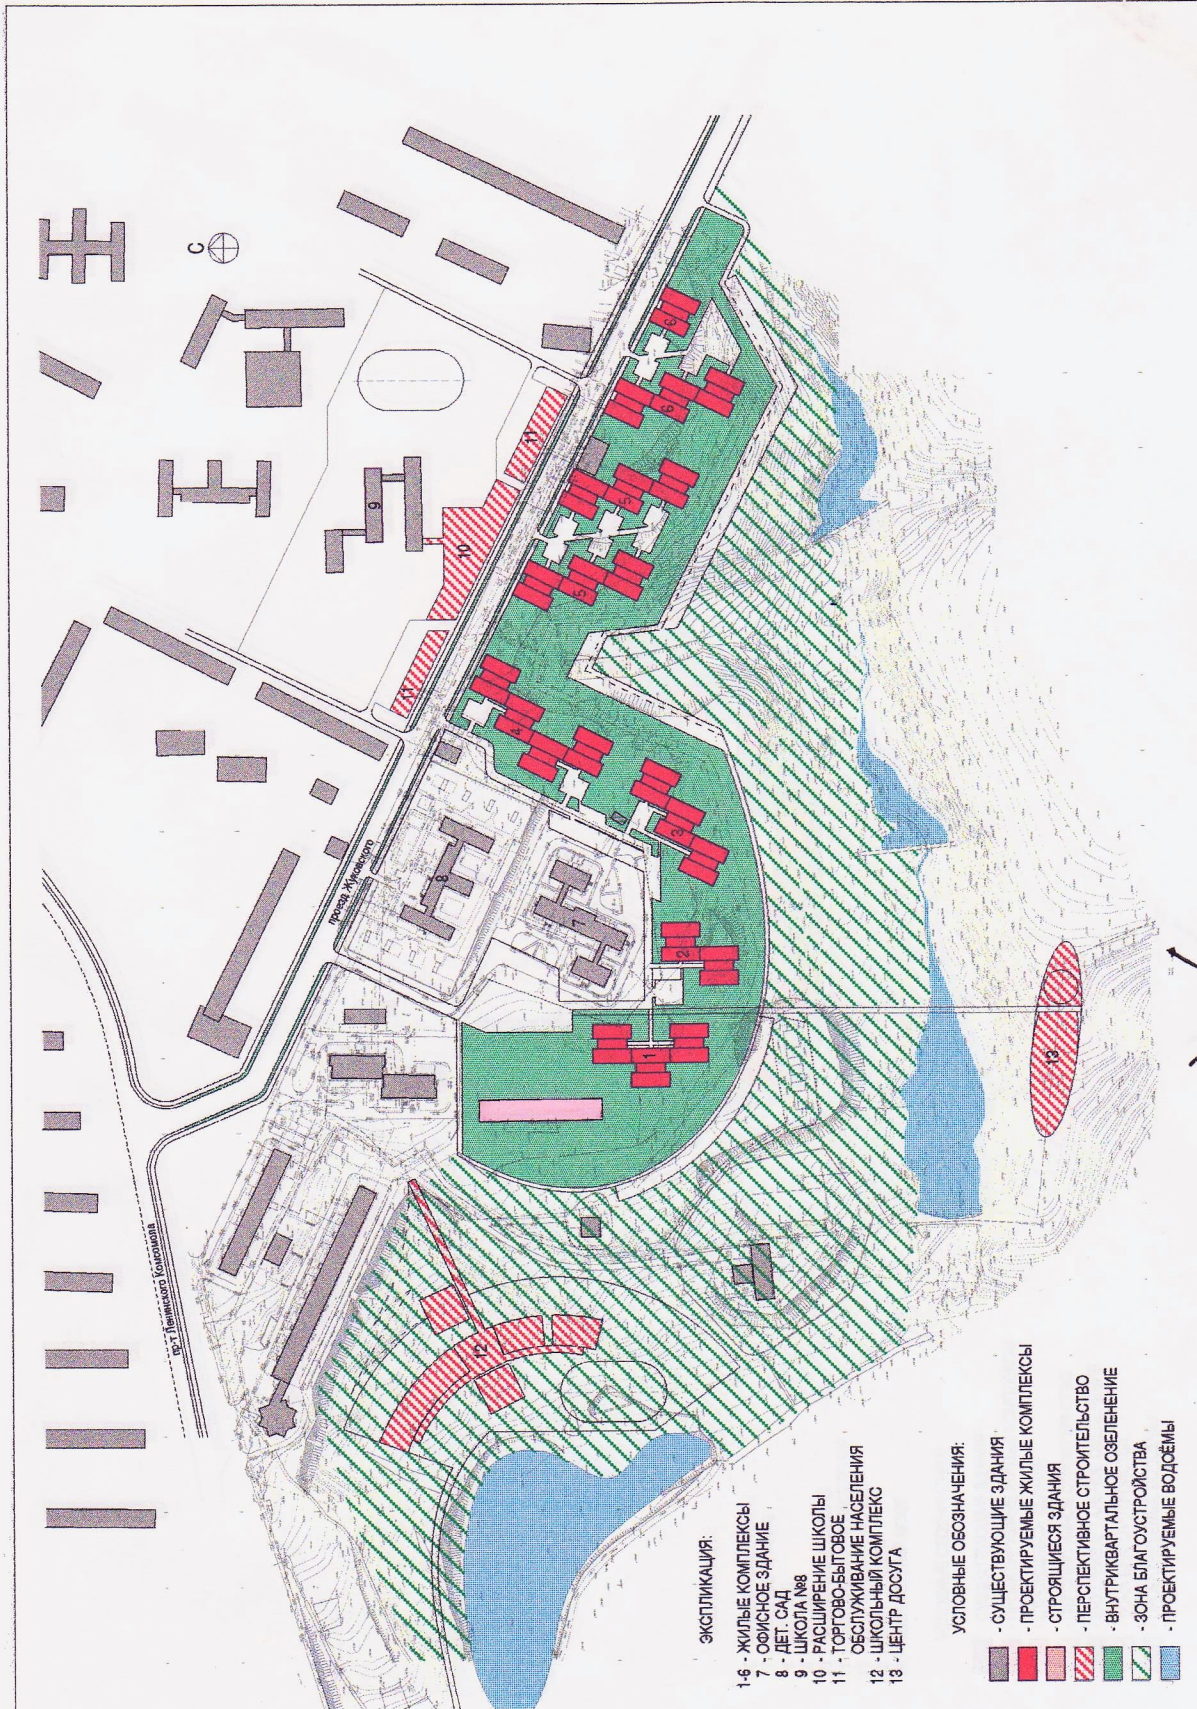 С
пр-т Ленинского Комсомола
проезд Жуковского
9
11
10
11
6
6
5
5
4
8
7
3
2
1
12
13
ЭКСПЛИКАЦИЯ:
1-6 - ЖИЛЫЕ КОМПЛЕКСЫ
7 - ОФИСНОЕ ЗДАНИЕ
8 - ДЕТ. САД
9 - ШКОЛА №8
10 - РАСШИРЕНИЕ ШКОЛЫ
11 - ТОРГОВО-БЫТОВОЕ
ОБСЛУЖИВАНИЕ НАСЕЛЕНИЯ
12 - ШКОЛЬНЫЙ КОМПЛЕКС
13 - ЦЕНТР ДОСУГА
УСЛОВНЫЕ ОБОЗНАЧЕНИЯ:
- СУЩЕСТВУЮЩИЕ ЗДАНИЯ
- ПРОЕКТИРУЕМЫЕ ЖИЛЫЕ КОМПЛЕКСЫ
- СТРОЯЩИЕСЯ ЗДАНИЯ
- ПЕРСПЕКТИВНОЕ СТРОИТЕЛЬСТВО
- ВНУТРИКВАРТАЛЬНОЕ ОЗЕЛЕНЕНИЕ
- ЗОНА БЛАГОУСТРОЙСТВА
- ПРОЕКТИРУЕМЫЕ ВОДОЁМЫ